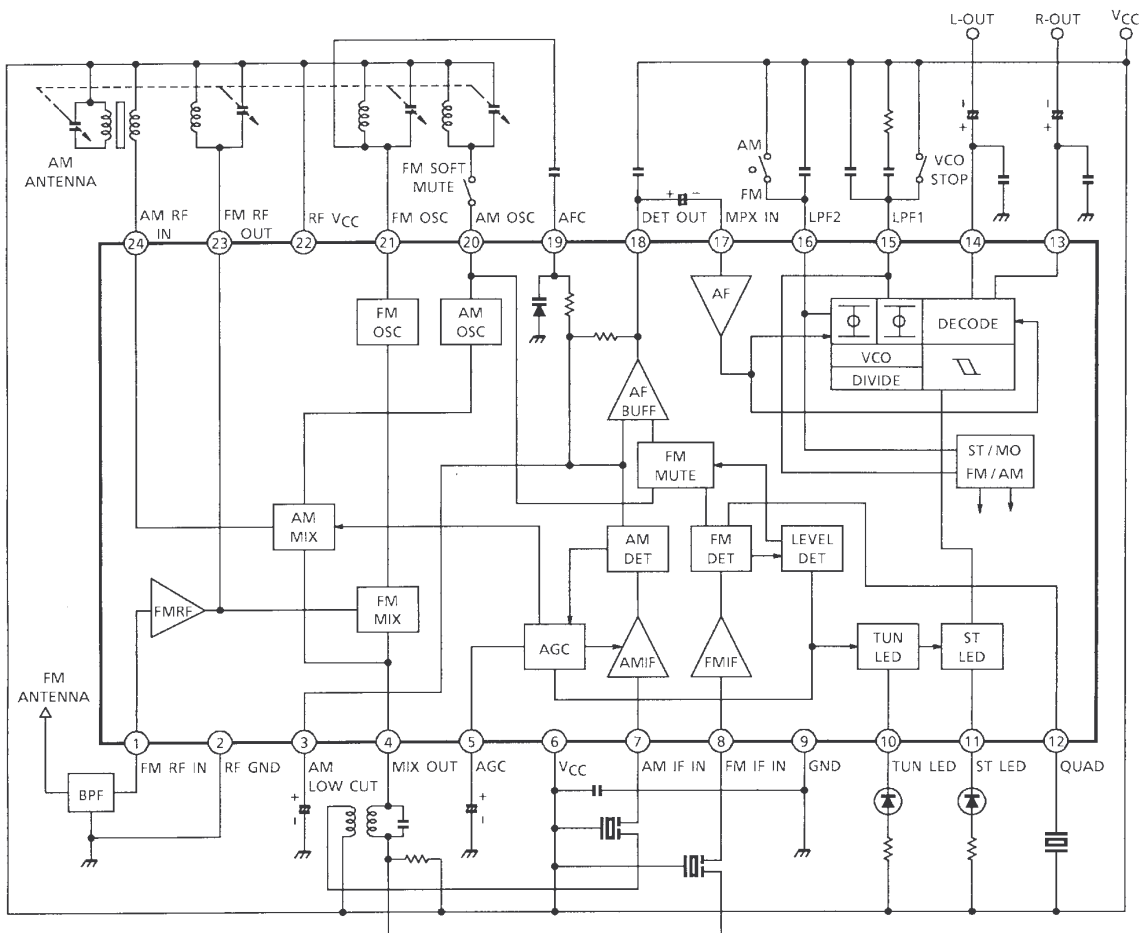 L-OUT
R-OUT
VCC
AM
ANTENNA
FM SOFT
MUTE
AM
FM
VCO
STOP
AM RF
IN
FM RF
OUT
RF VCC
FM OSC
AM OSC
AFC
DET OUT
MPX IN
LPF2
LPF1
24
23
22
21
20
19
18
17
16
15
14
13
FM
OSC
AM
OSC
AF
DECODE
VCO
DIVIDE
AF
BUFF
FM
MUTE
ST / MO
FM / AM
AM
MIX
AM
DET
FM
DET
LEVEL
DET
FMRF
FM
MIX
AGC
AMIF
FMIF
TUN
LED
ST
LED
FM
ANTENNA
1
2
3
4
5
6
7
8
9
10
11
12
FM RF IN
RF GND
AM
LOW CUT
MIX OUT
AGC
VCC
AM IF IN
FM IF IN
GND
TUN LED
ST LED
QUAD
BPF